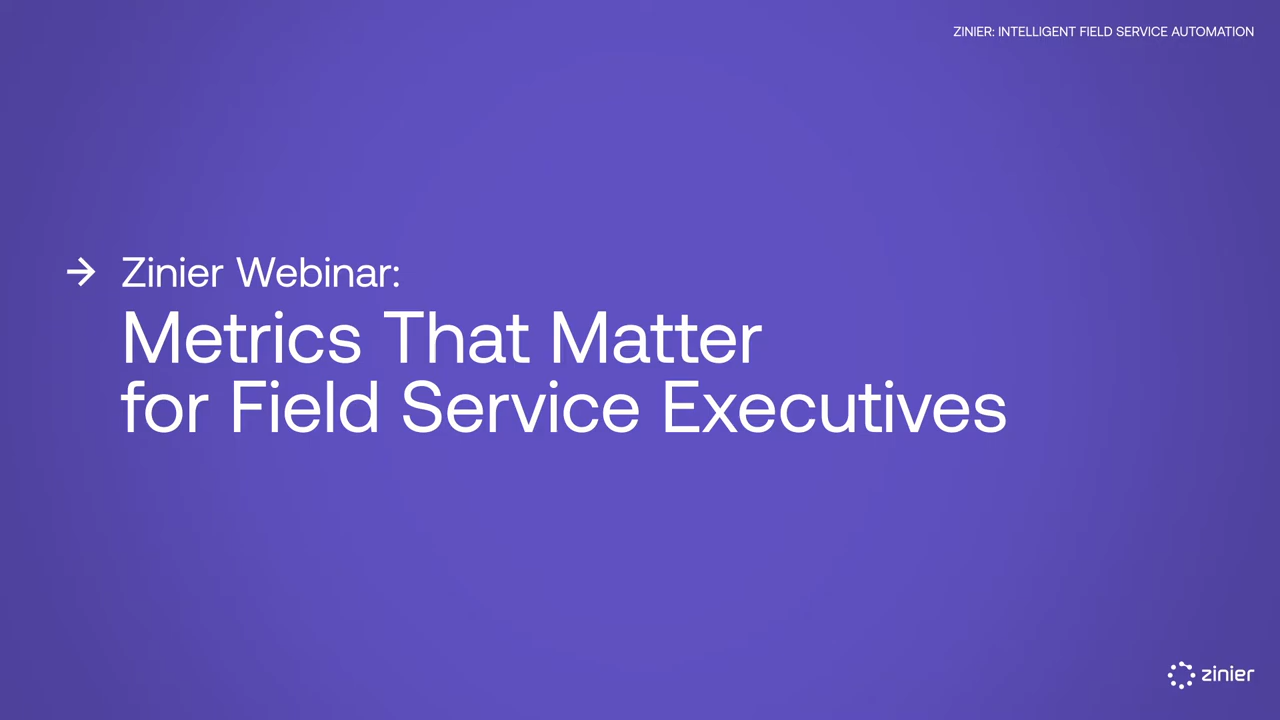 ZINIER: INTELLIGENT FIELD SERVICE AUTOMATION
→ Zinier Webinar:
Metrics That Matter
for Field Service Executives
zinier